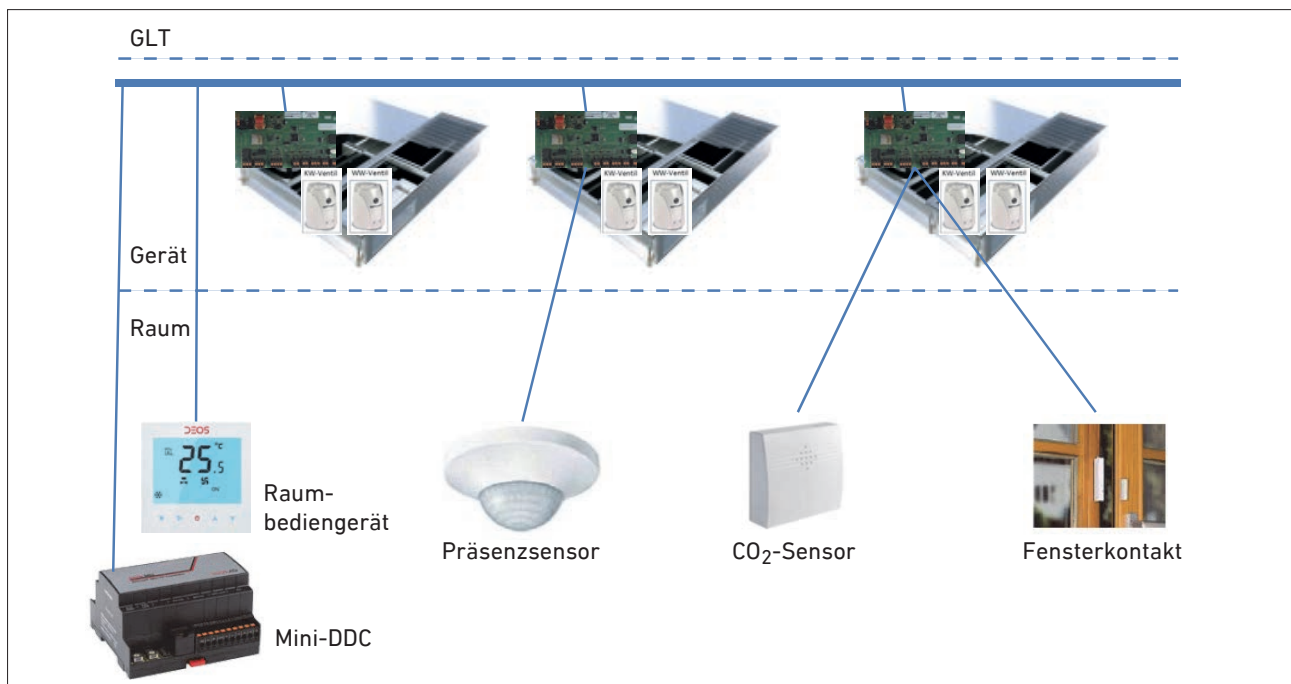 GLT
KW-Ventil WW-Ventil
KW-Ventil WW-Ventil
KW-Ventil WW-Ventil
Gerät
Raum
DEOS
25.5 °C
ON
Raum-
bediengerät
Präsenzsensor
CO₂-Sensor
Fensterkontakt
Mini-DDC